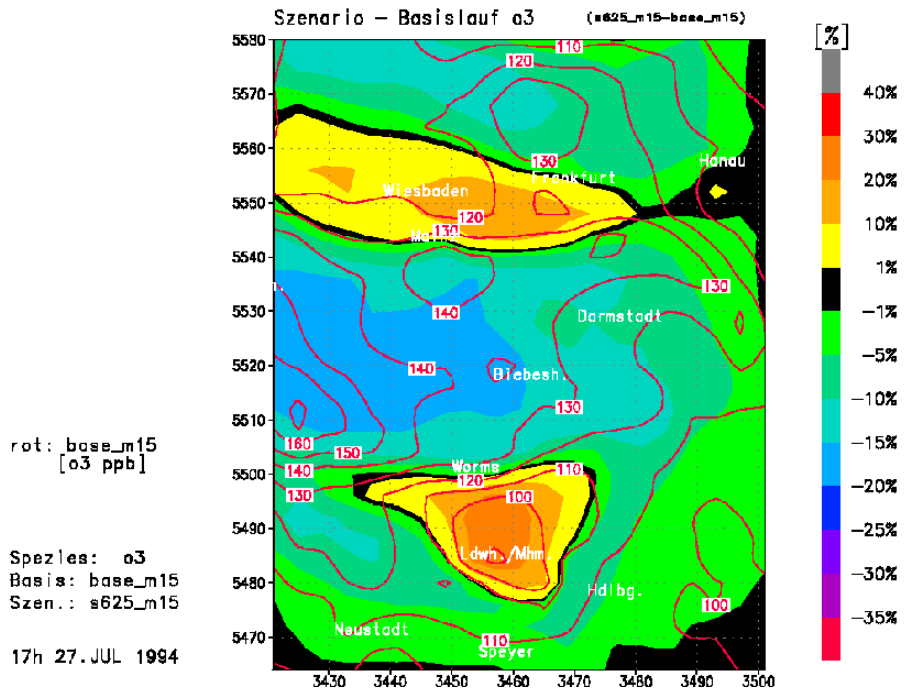 Szenario – Basislauf o3 (s625_m15–base_m15)
[%]
5580
5570
5560
5550
5540
5530
5520
5510
5500
5490
5480
5470
3430 3440 3450 3460 3470 3480 3490 3500
110
120
130
Hanau
Frankfurt
Wiesbaden
120
130
130
140
Darmstadt
140
Biebesh.
130
160
150
140
130
Worms
120
110
100
Ldwh./Mhm.
Hdlbg.
100
Neustadt
110
Speyer
40%
30%
20%
10%
1%
–1%
–5%
–10%
–15%
–20%
–25%
–30%
–35%
rot: base_m15
[o3 ppb]
Spezies: o3
Basis: base_m15
Szen.: s625_m15
17h 27.JUL 1994